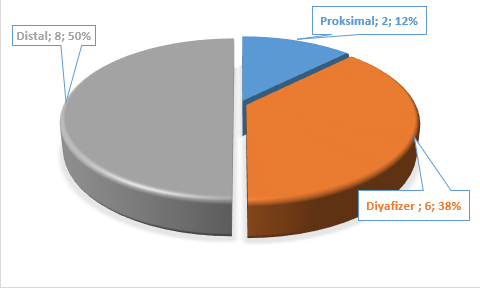 Proksimal; 2; 12%
Distal; 8; 50%
Diyafizer ; 6; 38%